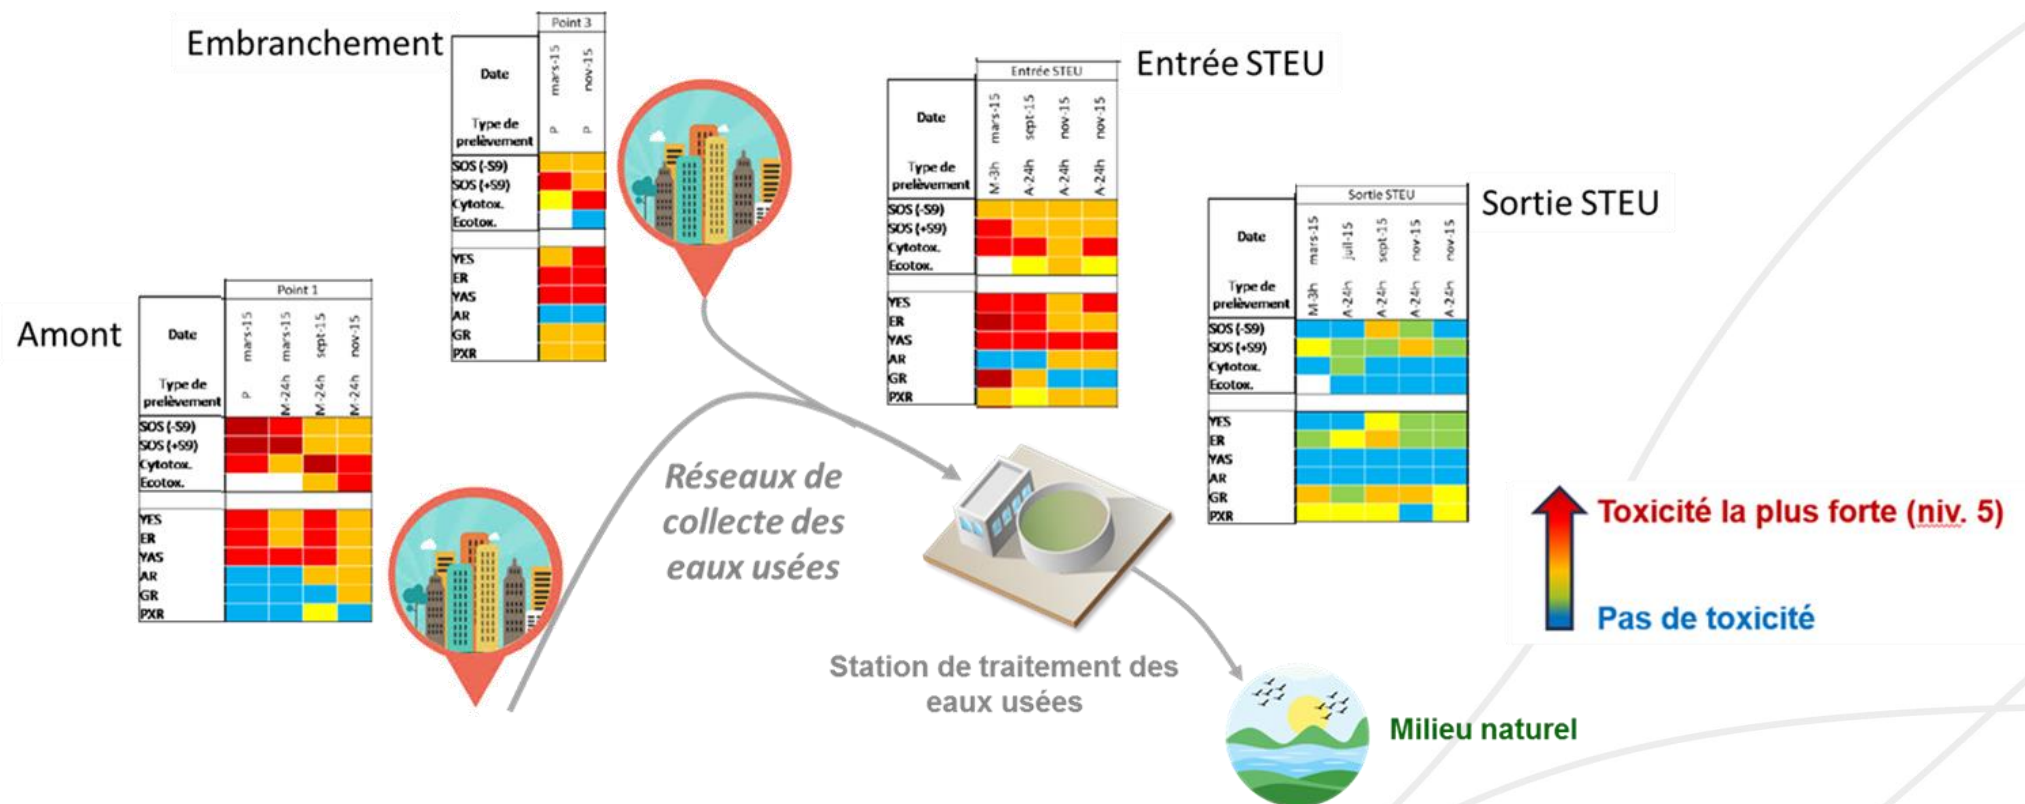 Embranchement
Point 3
Date
mars-15
nov-15
Type de
prelèvement
P
P
SOS (-S9)
SOS (+S9)
Cytotox.
Ecotox.
YES
ER
YAS
AR
GR
PXR
Entrée STEU
Entrée STEU
Date
mars-15
sept-15
nov-15
nov-15
Type de
prelèvement
M-3h
A-24h
A-24h
A-24h
SOS (-S9)
SOS (+S9)
Cytotox.
Ecotox.
YES
ER
YAS
AR
GR
PXR
Sortie STEU
Sortie STEU
Date
mars-15
juil-15
sept-15
nov-15
nov-15
Type de
prelèvement
M-3h
A-24h
A-24h
A-24h
A-24h
SOS (-S9)
SOS (+S9)
Cytotox.
Ecotox.
YES
ER
YAS
AR
GR
PXR
Amont
Point 1
Date
mars-15
mars-15
sept-15
nov-15
Type de
prelèvement
P
M-24h
M-24h
M-24h
SOS (-S9)
SOS (+S9)
Cytotox.
Ecotox.
YES
ER
YAS
AR
GR
PXR
Réseaux de
collecte des
eaux usées
Station de traitement des
eaux usées
Milieu naturel
Toxicité la plus forte (niv. 5)
Pas de toxicité